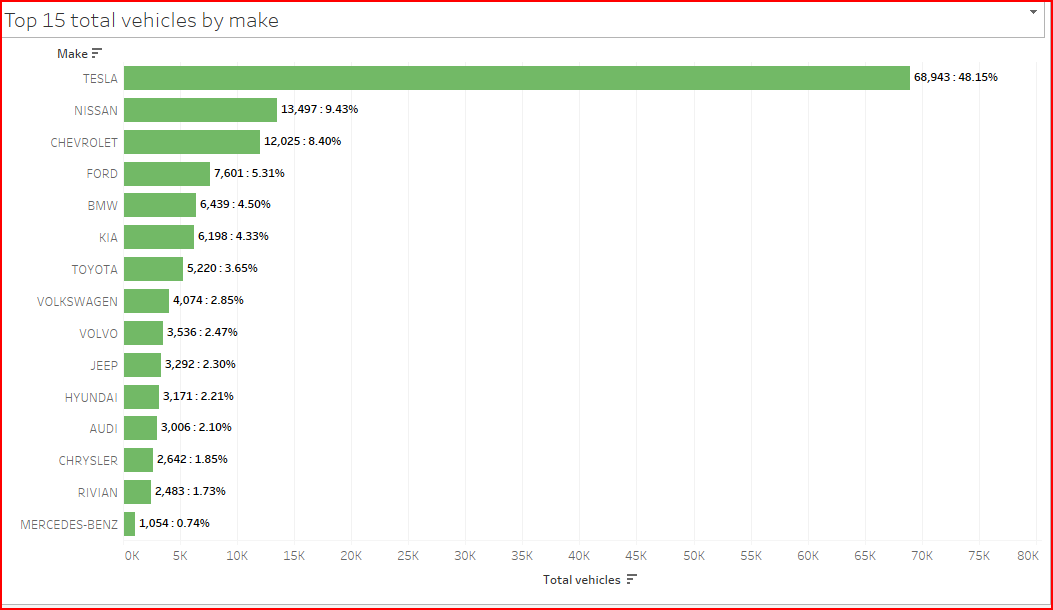 Top 15 total vehicles by make
Make
TESLA 68,943 : 48.15%
NISSAN 13,497 : 9.43%
CHEVROLET 12,025 : 8.40%
FORD 7,601 : 5.31%
BMW 6,439 : 4.50%
KIA 6,198 : 4.33%
TOYOTA 5,220 : 3.65%
VOLKSWAGEN 4,074 : 2.85%
VOLVO 3,536 : 2.47%
JEEP 3,292 : 2.30%
HYUNDAI 3,171 : 2.21%
AUDI 3,006 : 2.10%
CHRYSLER 2,642 : 1.85%
RIVIAN 2,483 : 1.73%
MERCEDES-BENZ 1,054 : 0.74%
0K 5K 10K 15K 20K 25K 30K 35K 40K 45K 50K 55K 60K 65K 70K 75K 80K
Total vehicles